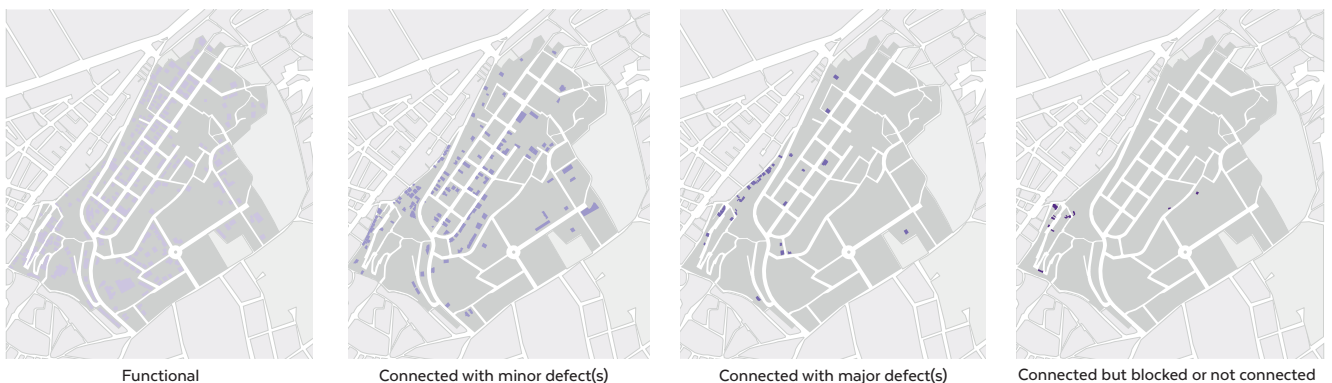 Functional
Connected with minor defect(s)
Connected with major defect(s)
Connected but blocked or not connected